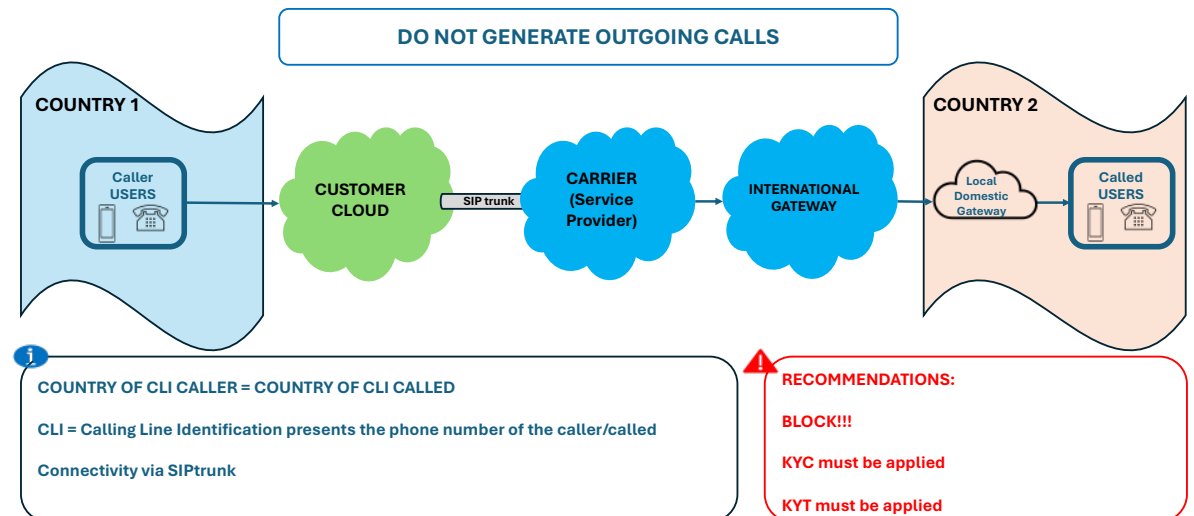 DO NOT GENERATE OUTGOING CALLS
COUNTRY 1
Caller
USERS
CUSTOMER
CLOUD
SIP trunk
CARRIER
(Service
Provider)
INTERNATIONAL
GATEWAY
COUNTRY 2
Local
Domestic
Gateway
Called
USERS
i
COUNTRY OF CLI CALLER = COUNTRY OF CLI CALLED
CLI = Calling Line Identification presents the phone number of the caller/called
Connectivity via SIPtrunk
!
RECOMMENDATIONS:
BLOCK!!!
KYC must be applied
KYT must be applied